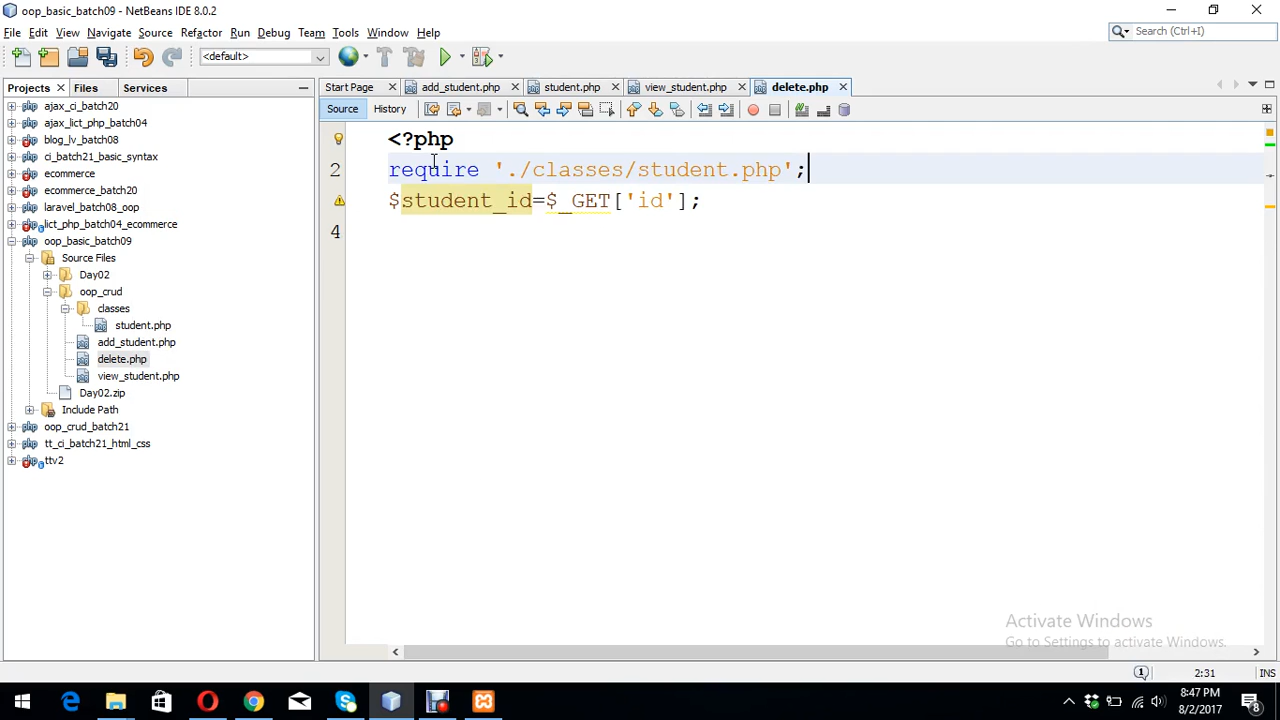 oop_basic_batch09 - NetBeans IDE 8.0.2
File Edit View Navigate Source Refactor Run Debug Team Tools Window Help
Search (Ctrl+I)
<default>
Projects Files Services
Start Page add_student.php student.php view_student.php delete.php
Source History
ajax_ci_batch20
ajax_lict_php_batch04
blog_lv_batch08
ci_batch21_basic_syntax
ecommerce
ecommerce_batch20
laravel_batch08_oop
lict_php_batch04_ecommerce
oop_basic_batch09
Source Files
Day02
oop_crud
classes
student.php
add_student.php
delete.php
view_student.php
Day02.zip
Include Path
oop_crud_batch21
tt_ci_batch21_html_css
ttv2
<?php
2 require './classes/student.php';
$student_id=$_GET['id'];
4
Activate Windows
Go to Settings to activate Windows.
1 2:31 INS
8:47 PM
8/2/2017
8